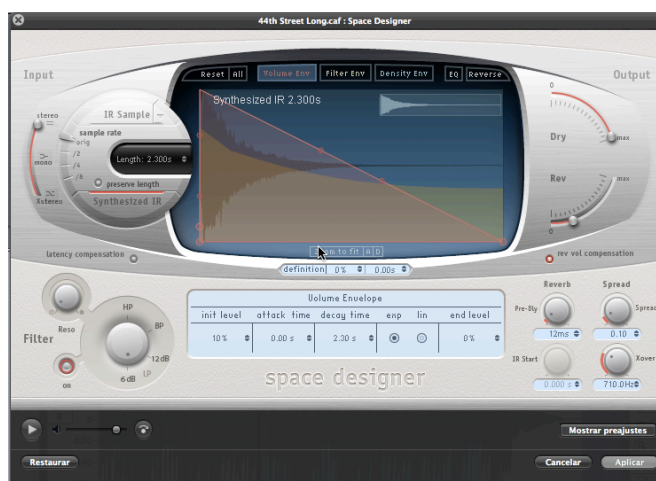 44th Street Long.caf : Space Designer
Reset All Volume Env Filter Env Density Env EQ Reverse
Input
Output
Synthesized IR 2.300s
IR Sample
stereo
sample rate
orig
/2
/4
/8
mono
Xstereo
Length: 2.300s
preserve length
Synthesized IR
0
max
Dry
Rev
max
0
latency compensation
to fit A D
rev vol compensation
definition 0% 0.00s
Volume Envelope
init level attack time decay time exp lin end level
10% 0.00 s 2.30 s 0%
Filter
Reso
on
HP
BP
12dB
LP
6dB
Reverb Spread
Pre-Dly
Spread
12ms 0.10
IR Start
Xover
0.000 s 710.0Hz
space designer
Mostrar preajustes
Restaurar
Cancelar Aplicar